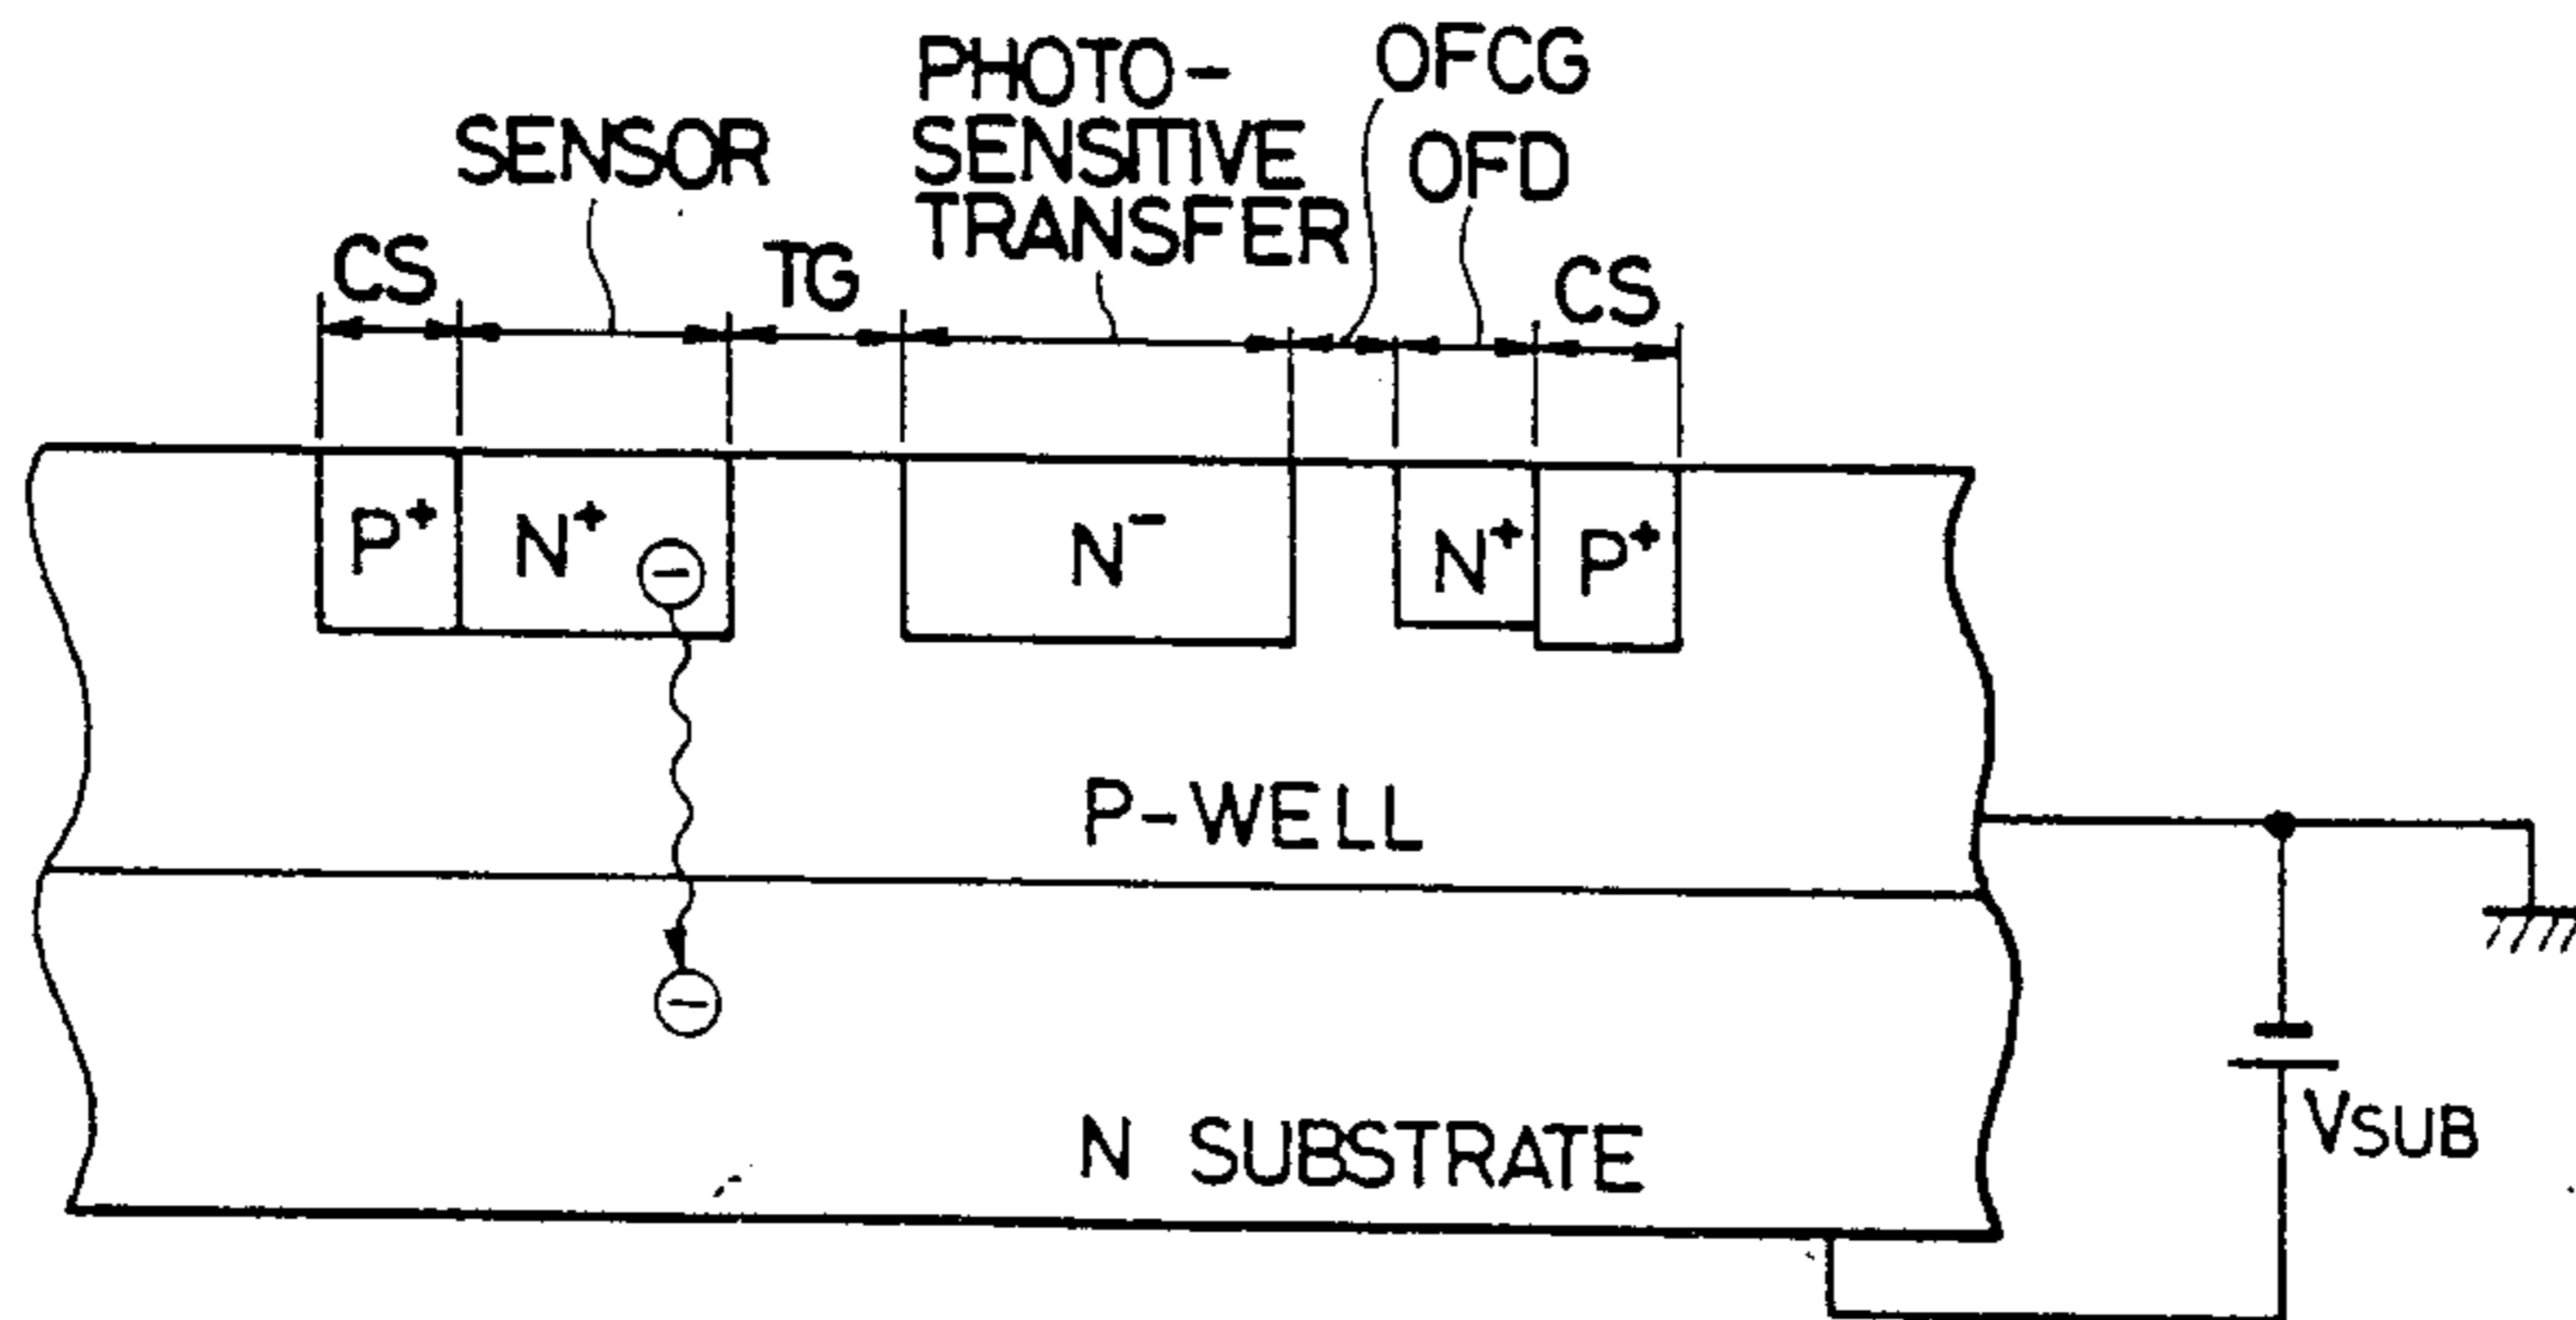 PHOTO-
SENSITIVE
TRANSFER
OFCG
OFD
SENSOR
CS
TG
CS
P+
N+
−
N−
N+
P+
P-WELL
−
N SUBSTRATE
VSUB